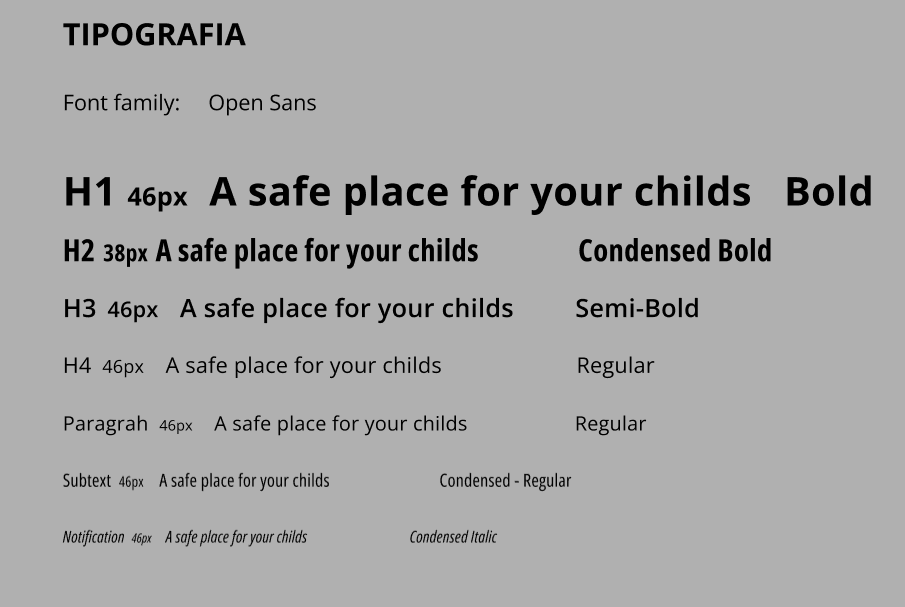 TIPOGRAFIA
Font family: Open Sans
H1 46px A safe place for your childs Bold
H2 38px A safe place for your childs Condensed Bold
H3 46px A safe place for your childs Semi-Bold
H4 46px A safe place for your childs Regular
Paragrah 46px A safe place for your childs Regular
Subtext 46px A safe place for your childs Condensed - Regular
Notification 46px A safe place for your childs Condensed Italic